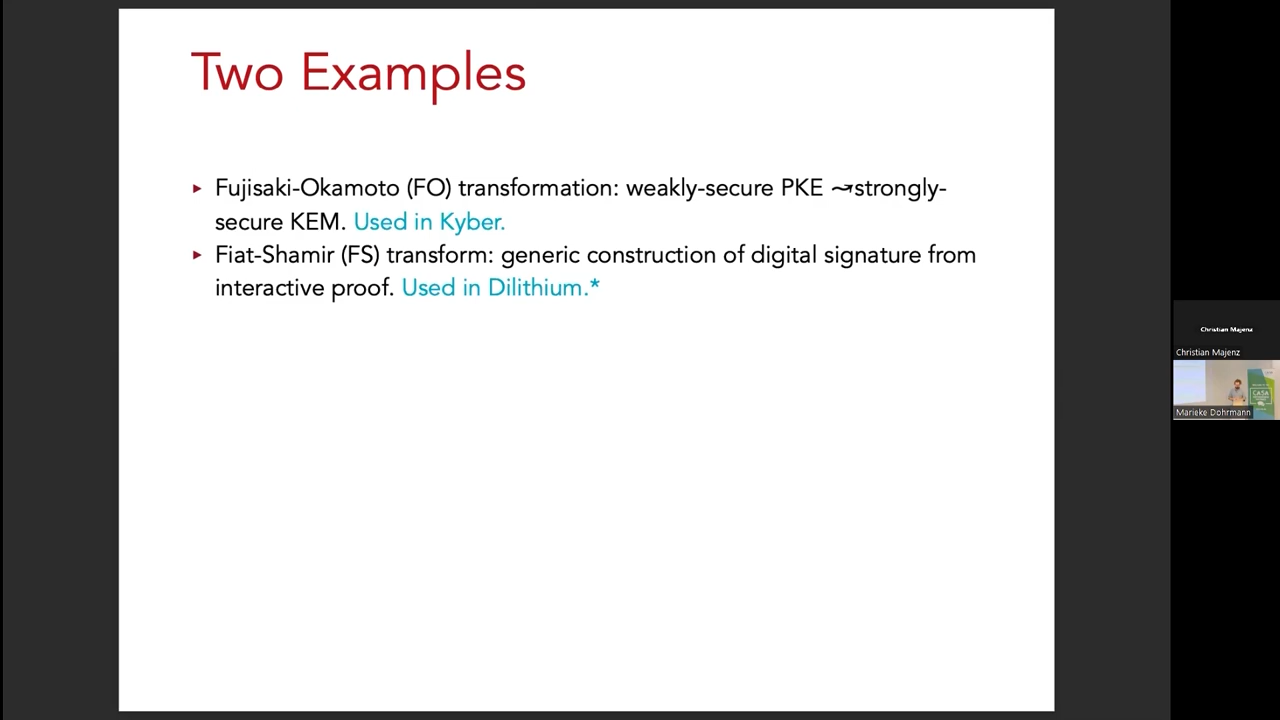 Two Examples
▸ Fujisaki-Okamoto (FO) transformation: weakly-secure PKE ⤳strongly-
secure KEM. Used in Kyber.
▸ Fiat-Shamir (FS) transform: generic construction of digital signature from
interactive proof. Used in Dilithium.*
Christian Majenz
Christian Majenz
CASA
Marieke Dohrmann